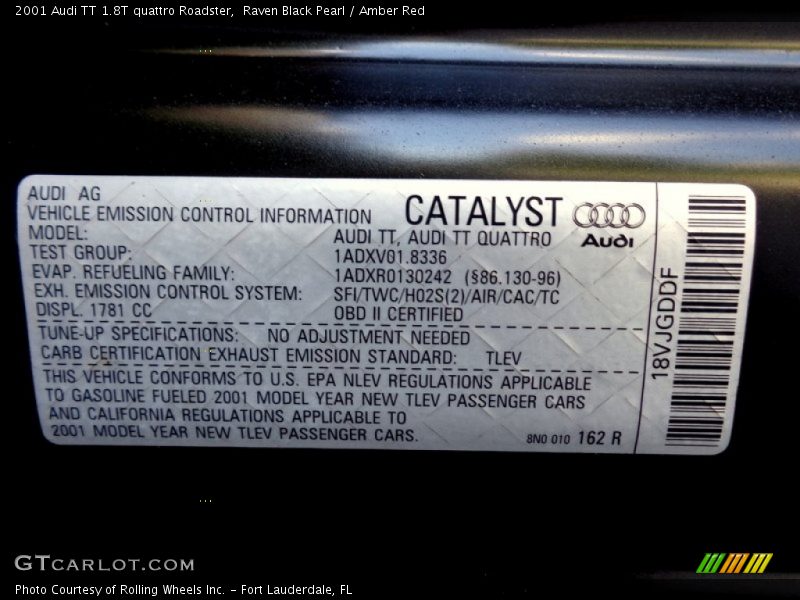 2001 Audi TT 1.8T quattro Roadster,  Raven Black Pearl / Amber Red
AUDI AG
VEHICLE EMISSION CONTROL INFORMATION
CATALYST
Audi
MODEL: AUDI TT, AUDI TT QUATTRO
TEST GROUP: 1ADXV01.8336
EVAP. REFUELING FAMILY: 1ADXR0130242 (§86.130-96)
EXH. EMISSION CONTROL SYSTEM: SFI/TWC/HO2S(2)/AIR/CAC/TC
DISPL. 1781 CC OBD II CERTIFIED
TUNE-UP SPECIFICATIONS: NO ADJUSTMENT NEEDED
CARB CERTIFICATION EXHAUST EMISSION STANDARD: TLEV
THIS VEHICLE CONFORMS TO U.S. EPA NLEV REGULATIONS APPLICABLE
TO GASOLINE FUELED 2001 MODEL YEAR NEW TLEV PASSENGER CARS
AND CALIFORNIA REGULATIONS APPLICABLE TO
2001 MODEL YEAR NEW TLEV PASSENGER CARS.
8N0 010 162 R
18VJGDDF
...
GTCARLOT.COM
Photo Courtesy of Rolling Wheels Inc. – Fort Lauderdale, FL